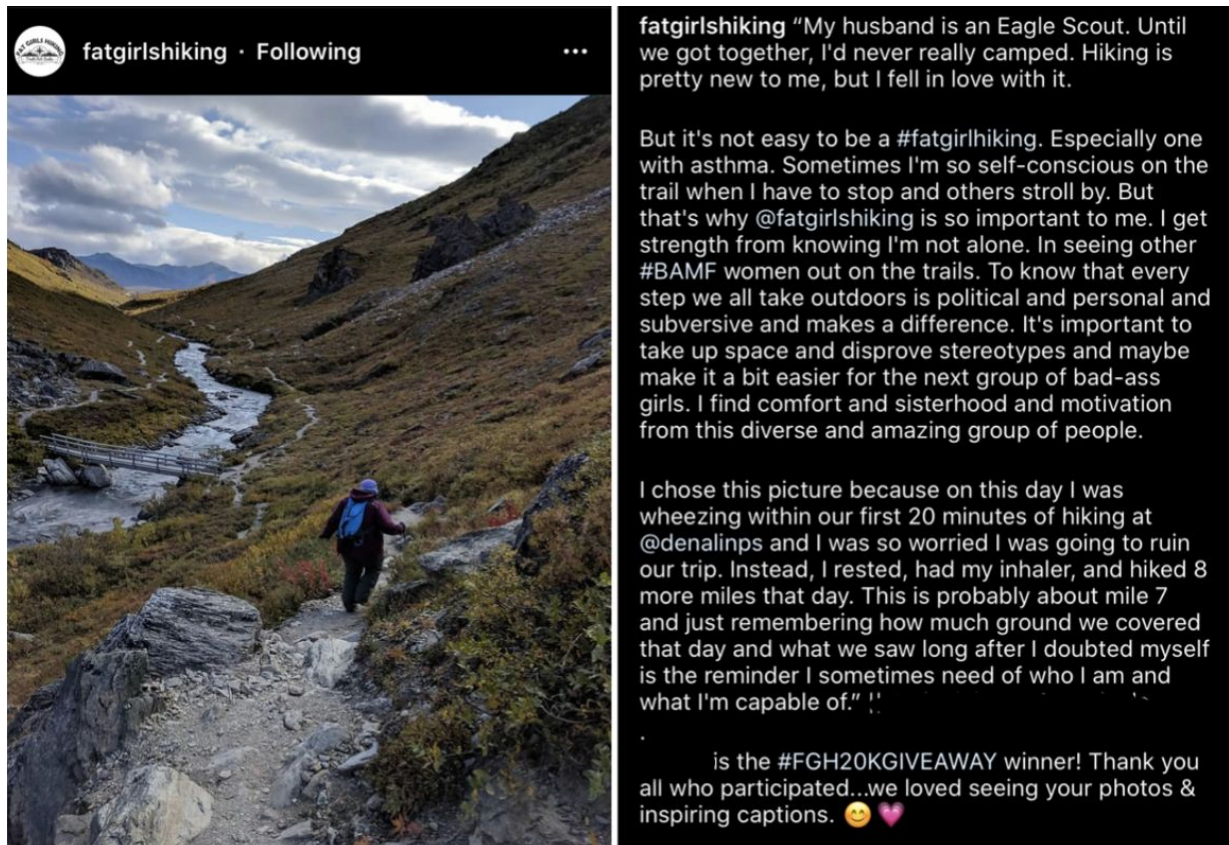 FAT GIRLS HIKING
fatgirlshiking · Following
fatgirlshiking “My husband is an Eagle Scout. Until
we got together, I'd never really camped. Hiking is
pretty new to me, but I fell in love with it.
But it's not easy to be a #fatgirlhiking. Especially one
with asthma. Sometimes I'm so self-conscious on the
trail when I have to stop and others stroll by. But
that's why @fatgirlshiking is so important to me. I get
strength from knowing I'm not alone. In seeing other
#BAMF women out on the trails. To know that every
step we all take outdoors is political and personal and
subversive and makes a difference. It's important to
take up space and disprove stereotypes and maybe
make it a bit easier for the next group of bad-ass
girls. I find comfort and sisterhood and motivation
from this diverse and amazing group of people.
I chose this picture because on this day I was
wheezing within our first 20 minutes of hiking at
@denalinps and I was so worried I was going to ruin
our trip. Instead, I rested, had my inhaler, and hiked 8
more miles that day. This is probably about mile 7
and just remembering how much ground we covered
that day and what we saw long after I doubted myself
is the reminder I sometimes need of who I am and
what I'm capable of.”
.
is the #FGH20KGIVEAWAY winner! Thank you
all who participated...we loved seeing your photos &
inspiring captions. 😊💗